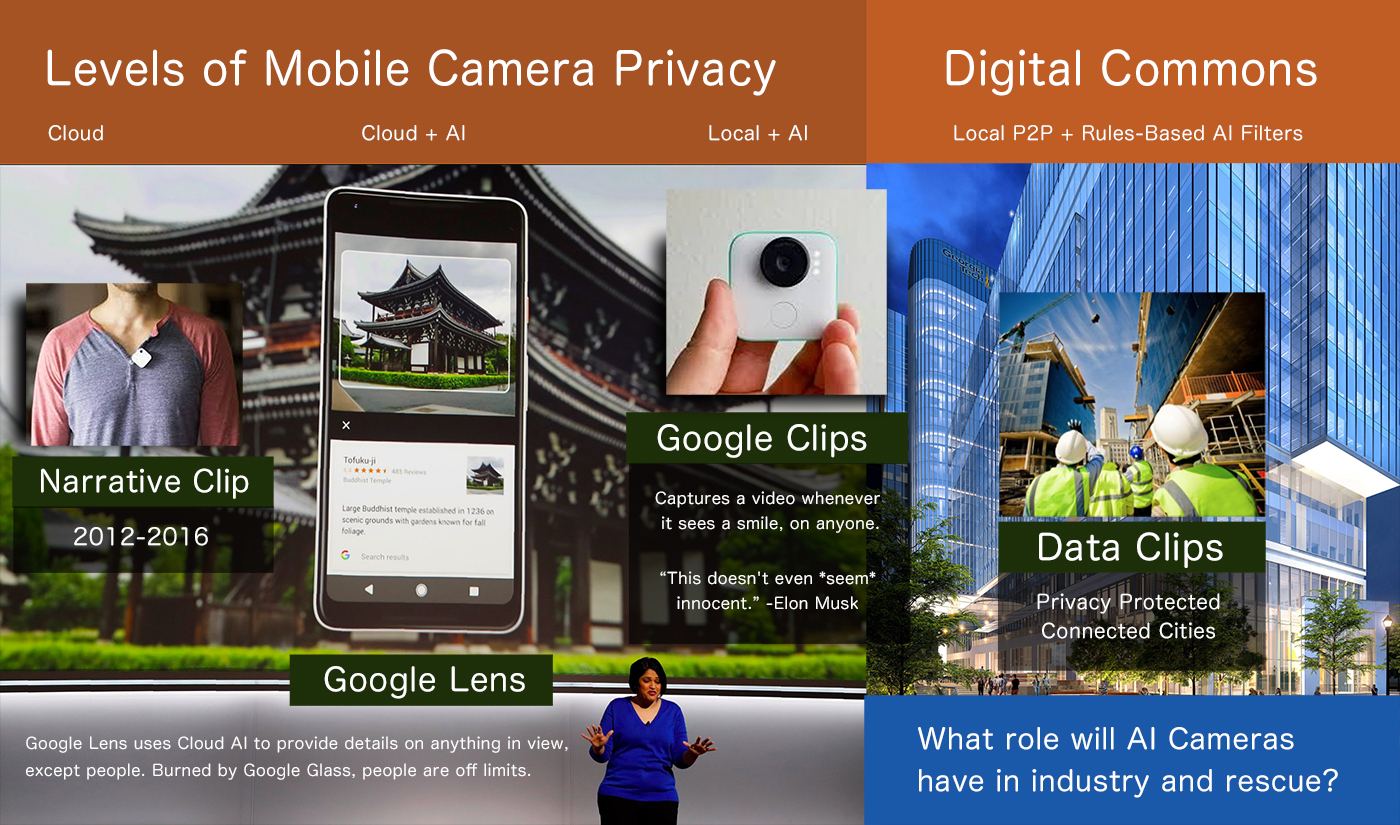 Levels of Mobile Camera Privacy
Cloud
Cloud + AI
Local + AI
Digital Commons
Local P2P + Rules-Based AI Filters
Narrative Clip
2012-2016
Tofuku-ji
485 Reviews
Buddhist Temple
Large Buddhist temple established in 1236 on
scenic grounds with gardens known for fall
foliage.
G Search results
Google Lens
Google Lens uses Cloud AI to provide details on anything in view,
except people. Burned by Google Glass, people are off limits.
Google Clips
Captures a video whenever
it sees a smile, on anyone.
“This doesn't even *seem*
innocent.” -Elon Musk
Data Clips
Privacy Protected
Connected Cities
What role will AI Cameras
have in industry and rescue?